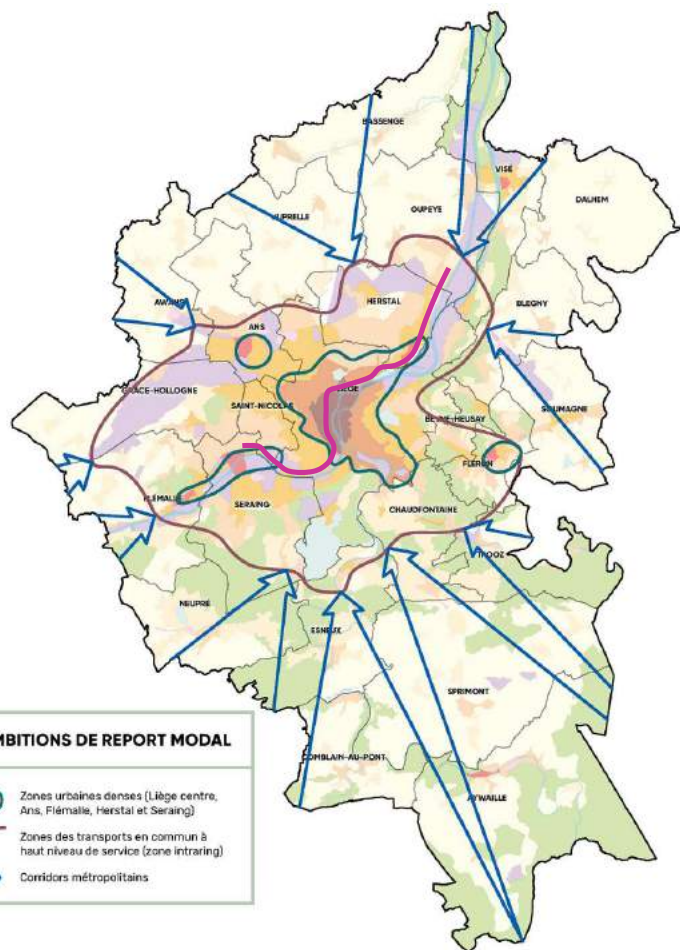 BASSENGE
VISÉ
DALHEM
OUPEYE
JUPRELLE
HERSTAL
BLEGNY
AWANS
ANS
GRÂCE-HOLLOGNE
SOUMAGNE
SAINT-NICOLAS
BEYNE-HEUSAY
FLÉRON
FLÉMALLE
SERAING
CHAUDFONTAINE
NEUPRÉ
ESNEUX
SPRIMONT
MBITIONS DE REPORT MODAL
COMBLAIN-AU-PONT
AYWAILLE
Zones urbaines denses (Liège centre,
Ans, Flémalle, Herstal et Seraing)
Zones des transports en commun à
haut niveau de service (zone intraring)
Corridors métropolitains